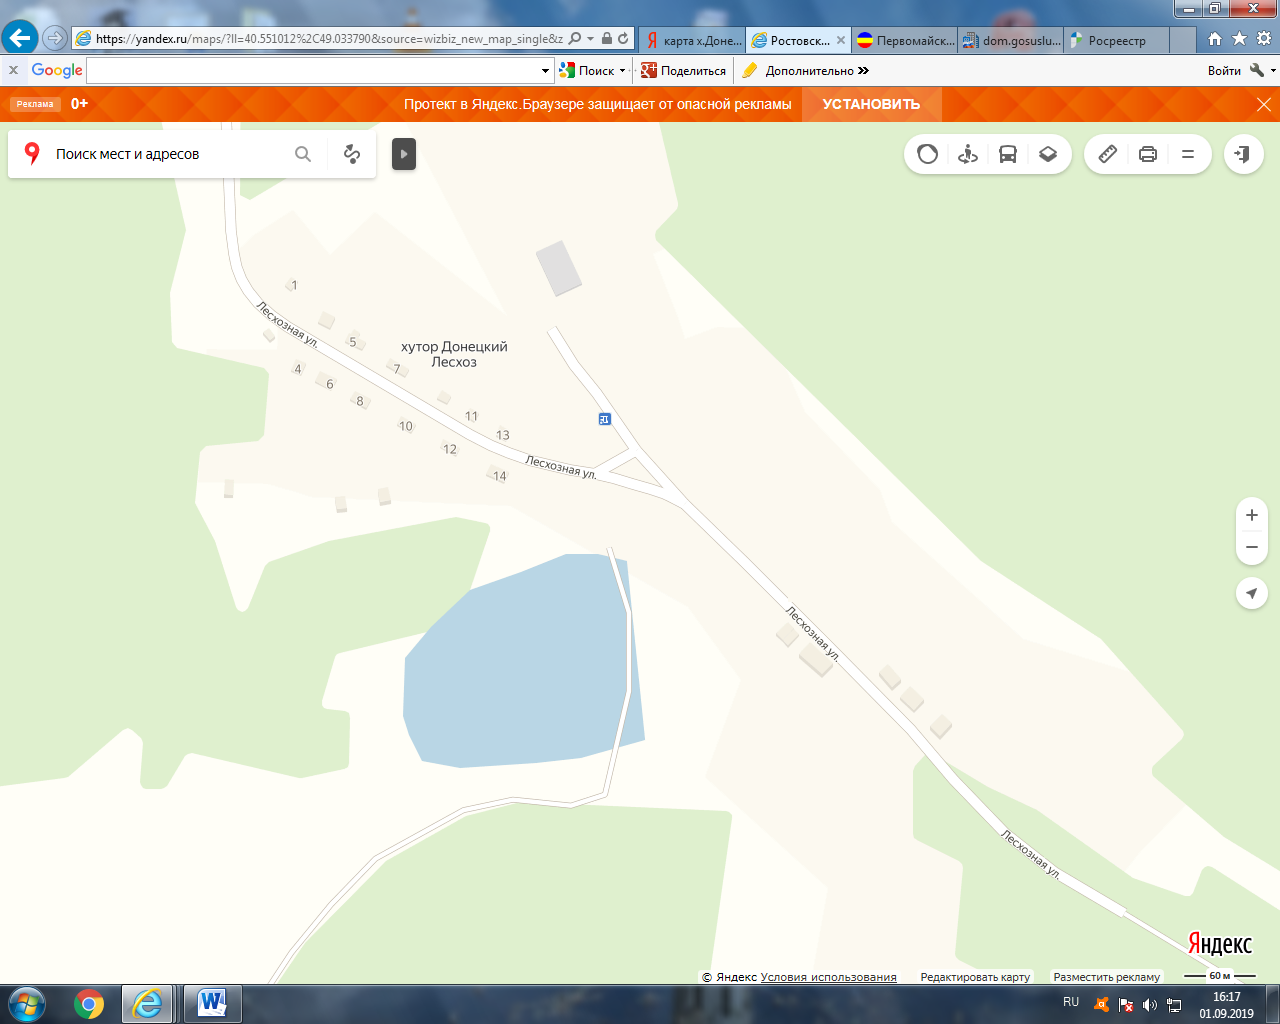 https://yandex.ru/maps/?ll=40.551012%2C49.033790&source=wizbiz_new_map_single&z
карта х.Доне...
Ростовск...
Первомайск...
dom.gosuslu...
Росреестр
x Google
Поиск
Поделиться
Дополнительно
Войти
Реклама
0+
Протект в Яндекс.Браузере защищает от опасной рекламы
УСТАНОВИТЬ
Поиск мест и адресов
1
Лесхозная ул.
5
хутор Донецкий
Лесхоз
4
7
6
8
11
10
13
12
Лесхозная ул.
14
Лесхозная ул.
Лесхозная ул.
Яндекс
© Яндекс Условия использования
Редактировать карту
Разместить рекламу
60 м
RU
16:17
01.09.2019